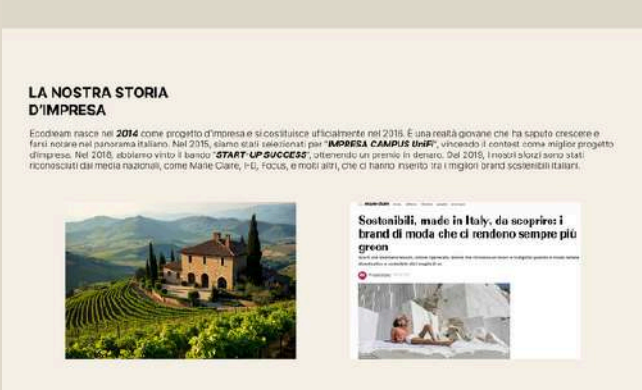 LA NOSTRA STORIA
D'IMPRESA
Ecodream nasce nel 2014 come progetto d'impresa e si costituisce ufficialmente nel 2016. È una realtà giovane che ha saputo crescere e
farsi notare nel panorama italiano. Nel 2015, siamo stati selezionati per "IMPRESA CAMPUS UniFi", vincendo il contest come miglior progetto
d'impresa. Nel 2018, abbiamo vinto il bando "START-UP SUCCESS", ottenendo un premio in denaro. Dal 2019, i nostri sforzi sono stati
riconosciuti dai media nazionali, come Marie Claire, Focus, e molti altri, che ci hanno inserito tra i migliori brand sostenibili italiani.
Sostenibili, made in Italy, da scoprire: i
brand di moda che ci rendono sempre più
green